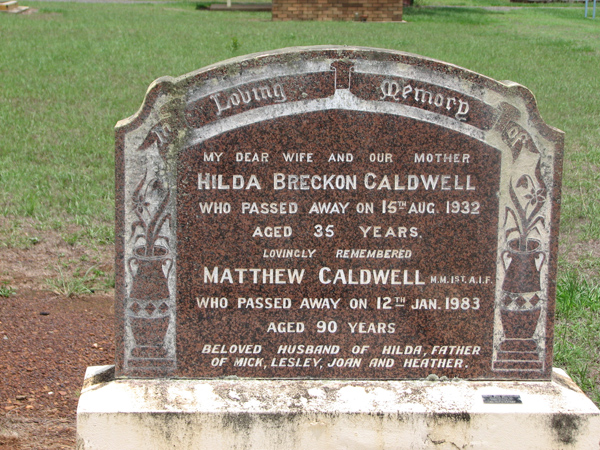 In Loving Memory of
MY DEAR WIFE AND OUR MOTHER
HILDA BRECKON CALDWELL
WHO PASSED AWAY ON 15TH AUG. 1932
AGED 35 YEARS,
LOVINGLY REMEMBERED
MATTHEW CALDWELL M.M. 1ST. A.I.F.
WHO PASSED AWAY ON 12TH JAN. 1983
AGED 90 YEARS
BELOVED HUSBAND OF HILDA, FATHER
OF MICK, LESLEY, JOAN AND HEATHER.